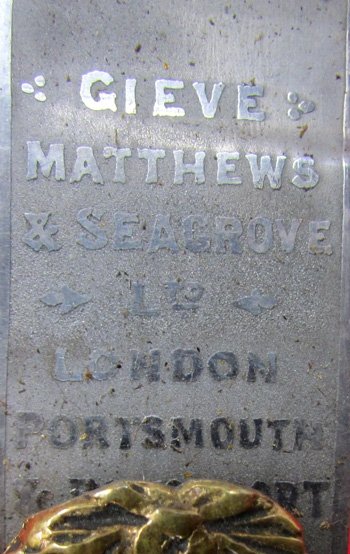 GIEVE
MATTHEWS
& SEAGROVE
LTD
LONDON
PORTSMOUTH
&